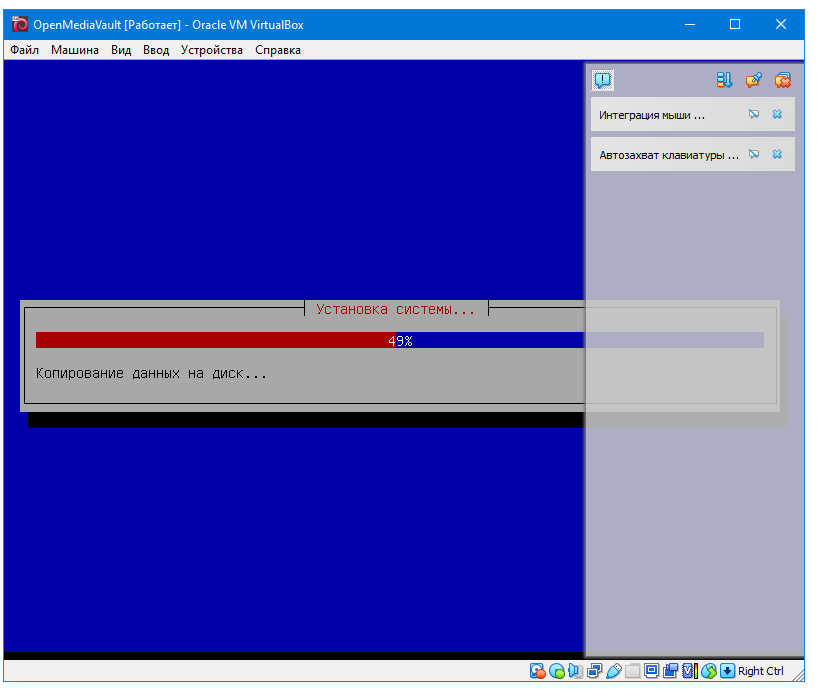 OpenMediaVault [Работает] - Oracle VM VirtualBox
Файл Машина Вид Ввод Устройства Справка
Интеграция мыши ...
Автозахват клавиатуры ...
Установка системы...
49%
Копирование данных на диск...
Right Ctrl